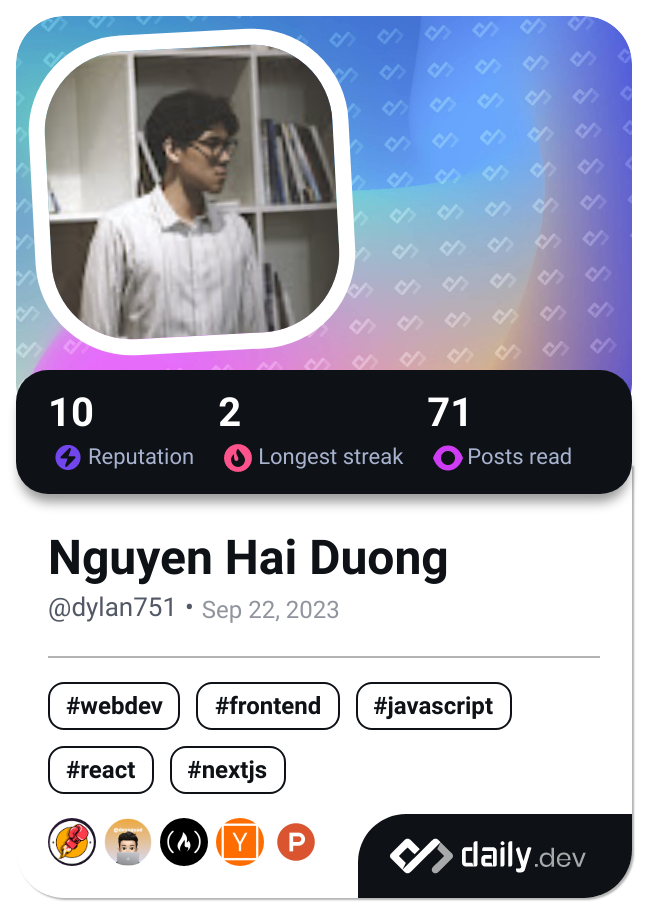 10 2 71
Reputation Longest streak Posts read
Nguyen Hai Duong
@dylan751 • Sep 22, 2023
#webdev #frontend #javascript
#react #nextjs
Y P
daily.dev